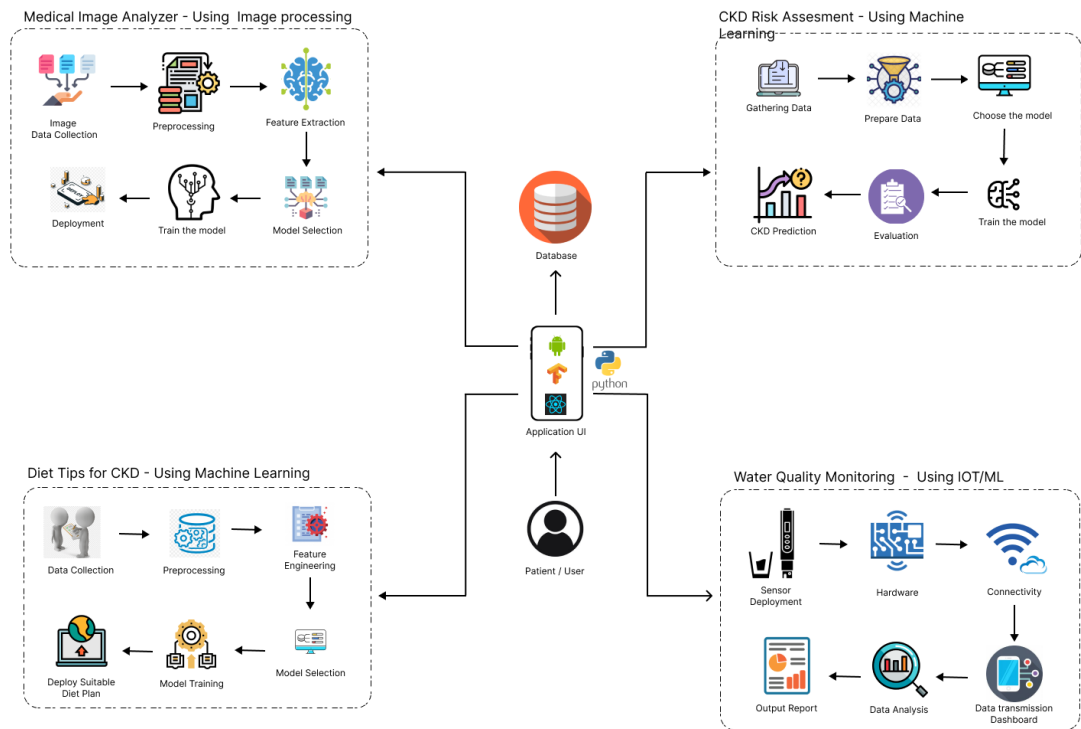 Medical Image Analyzer - Using  Image processing
Image
Data Collection
Preprocessing
Feature Extraction
Deployment
Train the model
Model Selection
CKD Risk Assesment - Using Machine
Learning
Gathering Data
Prepare Data
Choose the model
CKD Prediction
Evaluation
Train the model
Database
python
Application UI
Patient / User
Diet Tips for CKD - Using Machine Learning
Data Collection
Preprocessing
Feature
Engineering
Deploy Suitable
Diet Plan
Model Training
Model Selection
Water Quality Monitoring  -  Using IOT/ML
Sensor
Deployment
Hardware
Connectivity
Output Report
Data Analysis
Data transmission
Dashboard